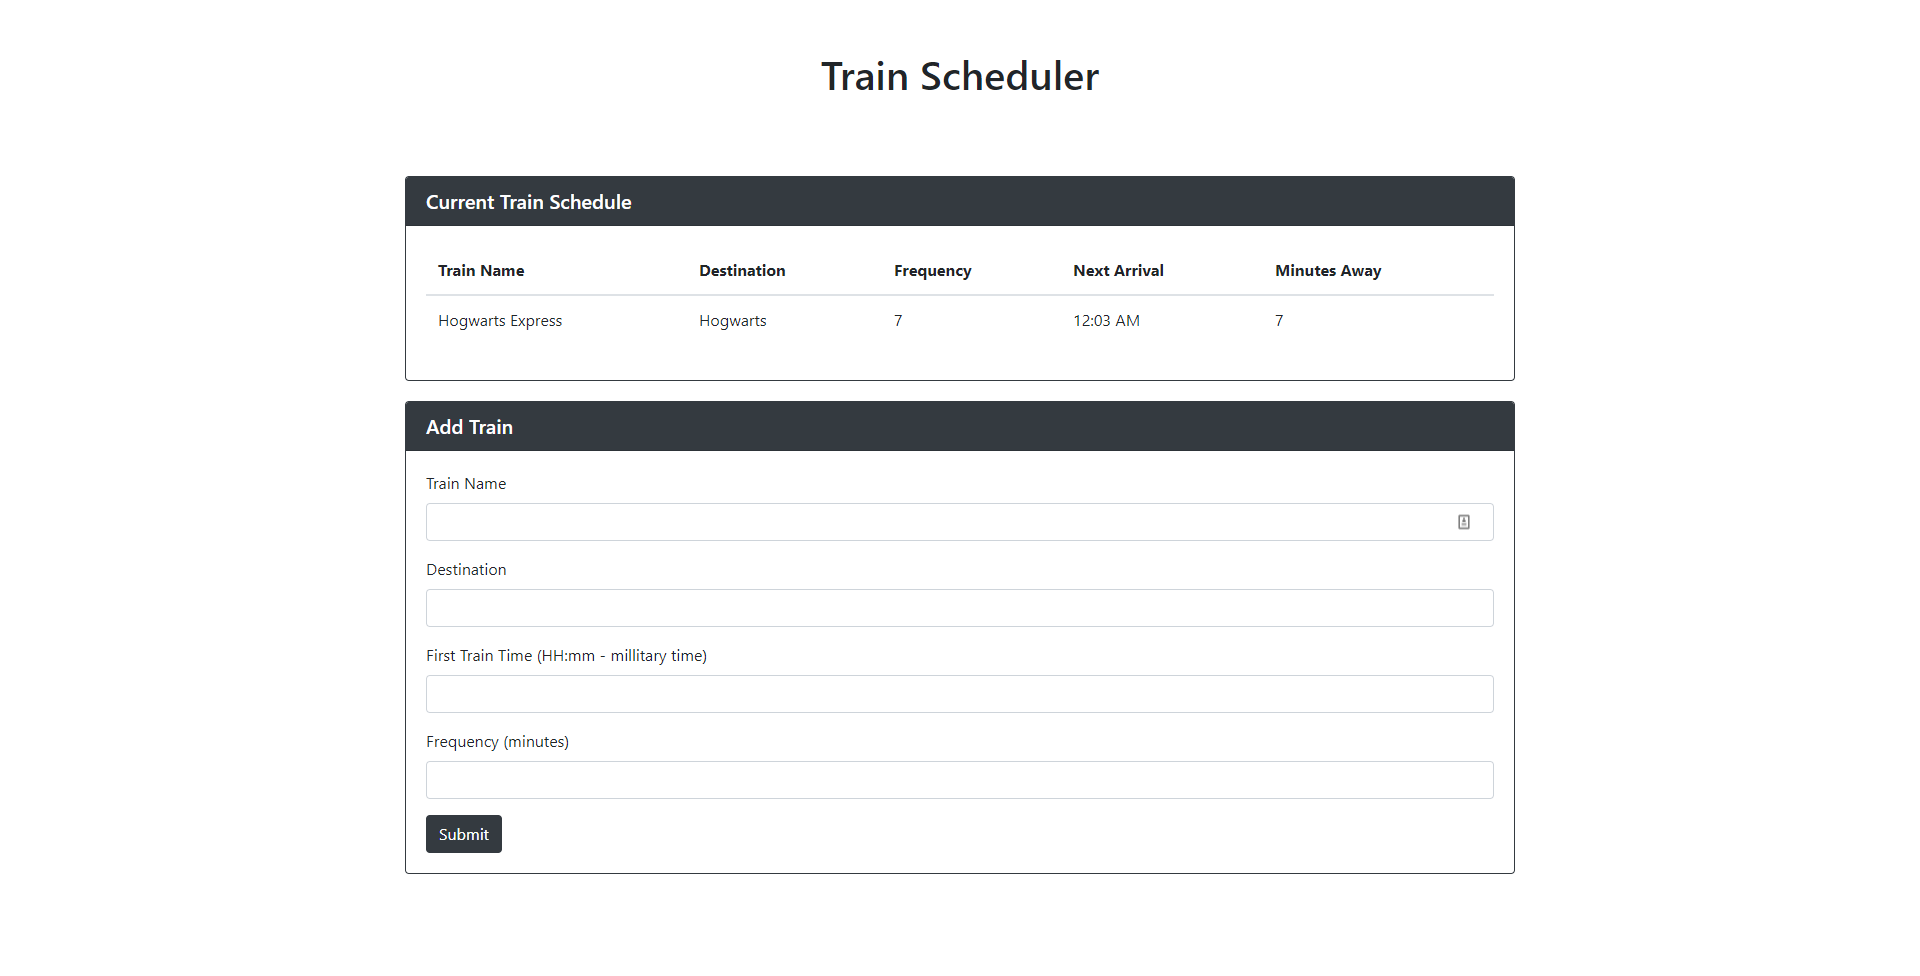 Train Scheduler
Current Train Schedule
Train Name Destination Frequency Next Arrival Minutes Away
Hogwarts Express Hogwarts 7 12:03 AM 7
Add Train
Train Name
Destination
First Train Time (HH:mm - millitary time)
Frequency (minutes)
Submit